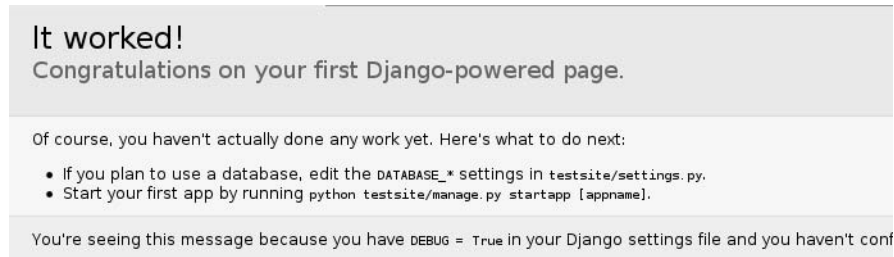 It worked!
Congratulations on your first Django-powered page.
Of course, you haven't actually done any work yet. Here's what to do next:
• If you plan to use a database, edit the DATABASE_* settings in testsite/settings.py.
• Start your first app by running python testsite/manage.py startapp [appname].
You're seeing this message because you have DEBUG = True in your Django settings file and you haven't conf